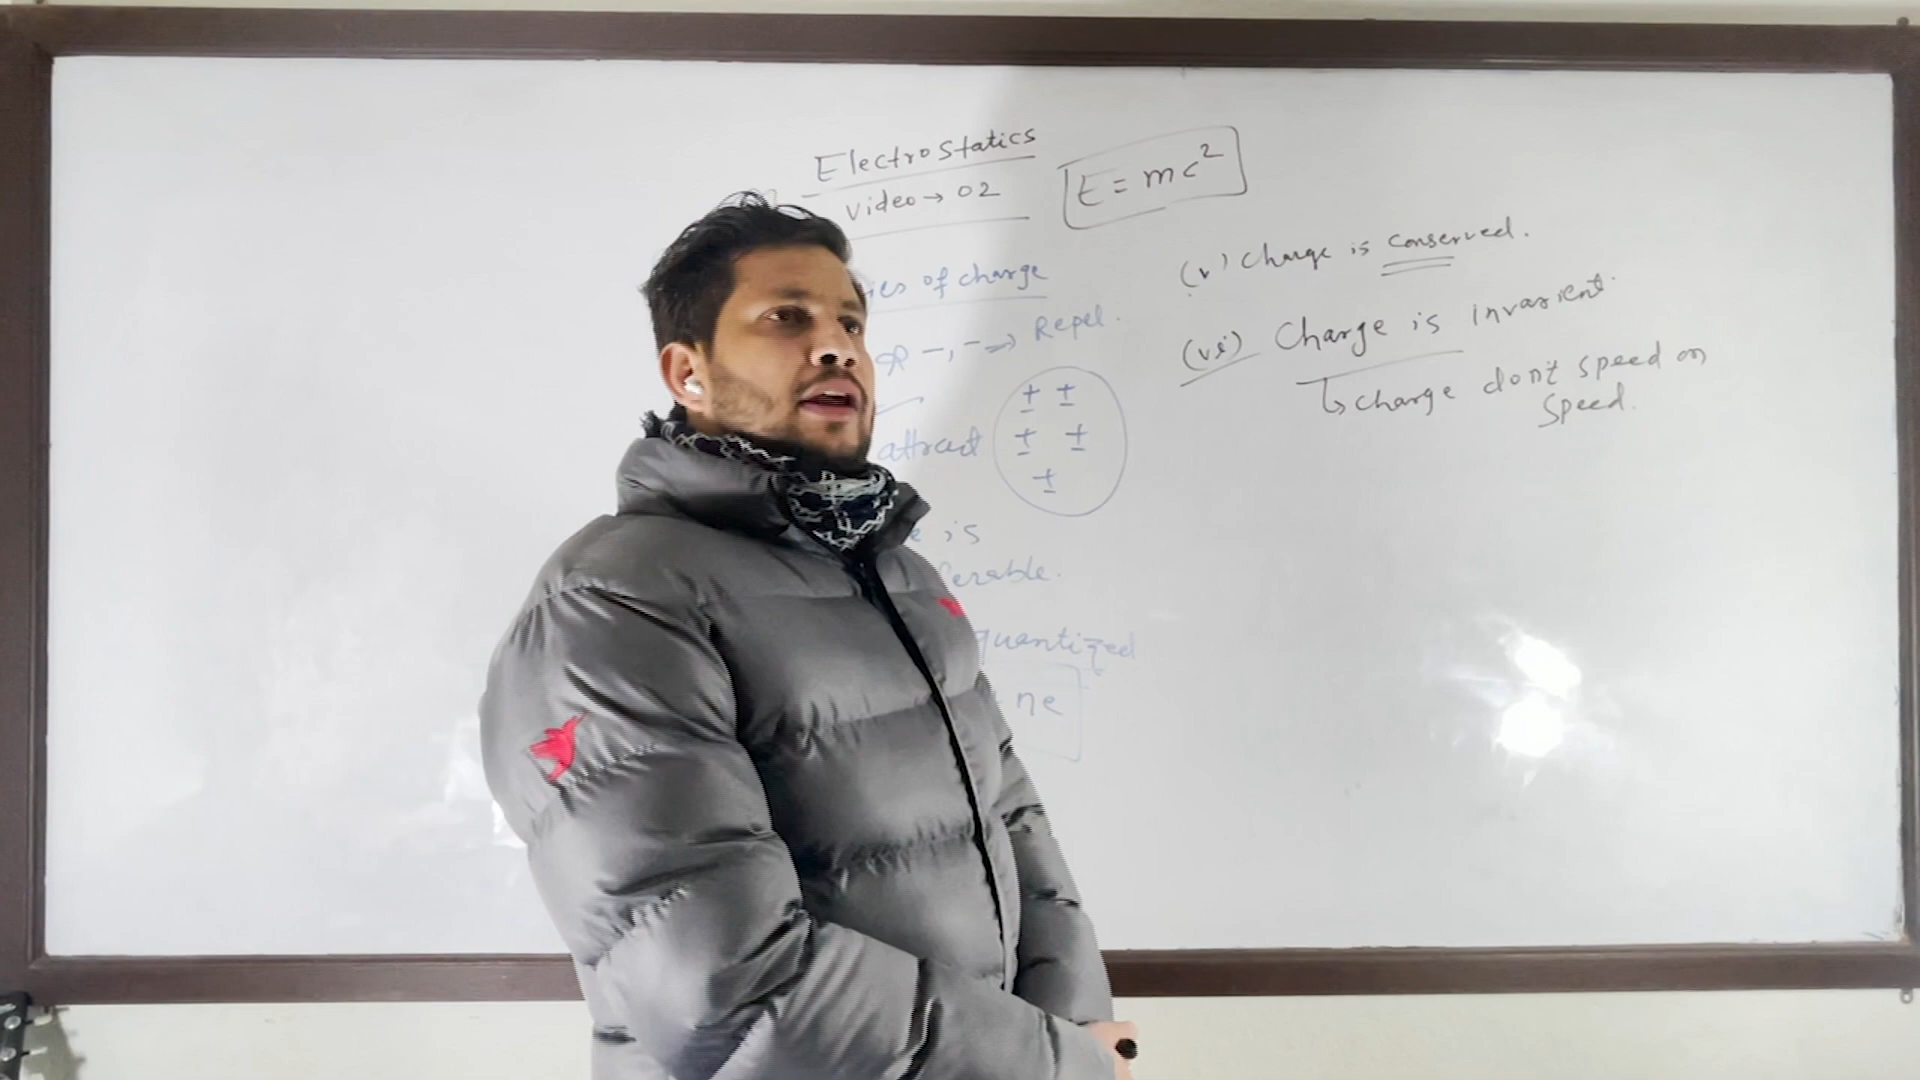 Electrostatics
video → 02
E = mc²
ies of charge
-, - → Repel.
attract
± ±
± ±
±
e is
ferable.
quantized
ne
(v) Charge is conserved.
(vi) Charge is invarient.
↳ charge don't speed on
speed.